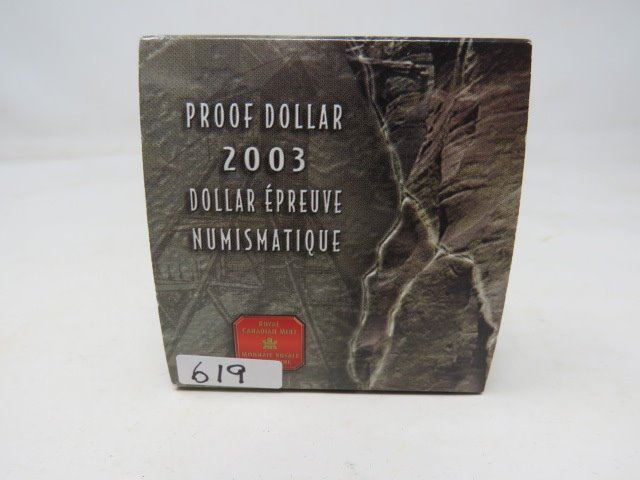 PROOF DOLLAR
2003
DOLLAR ÉPREUVE
NUMISMATIQUE
ROYAL
CANADIAN MINT
MONNAIE ROYALE
619